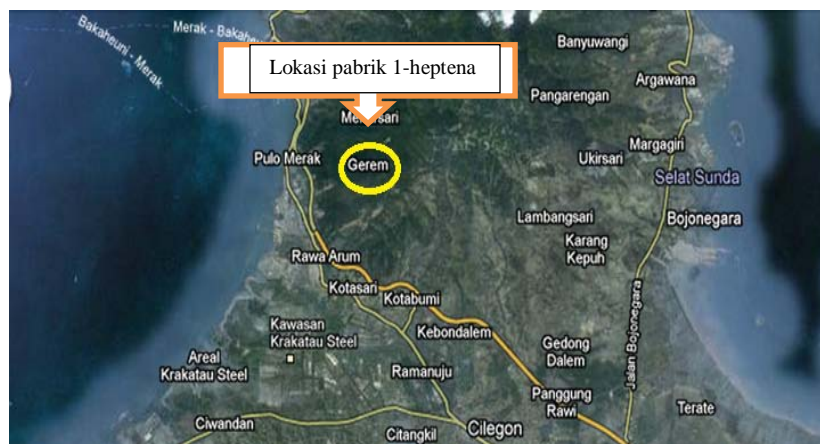 Bakaheuni - Merak
Merak - Bakaheuni
Lokasi pabrik 1-heptena
Banyuwangi
Argawana
Pangarengan
Margagiri
Pulo Merak
Gerem
Ukirsari
Selat Sunda
Lambangsari
Bojonegara
Karang
Kepuh
Rawa Arum
Kotasari
Kotabumi
Jalan Bojonegara
Kawasan
Krakatau Steel
Kebondalem
Gedong
Dalem
Areal
Krakatau Steel
Ramanuju
Panggung
Rawi
Terate
Ciwandan
Citangkil
Cilegon